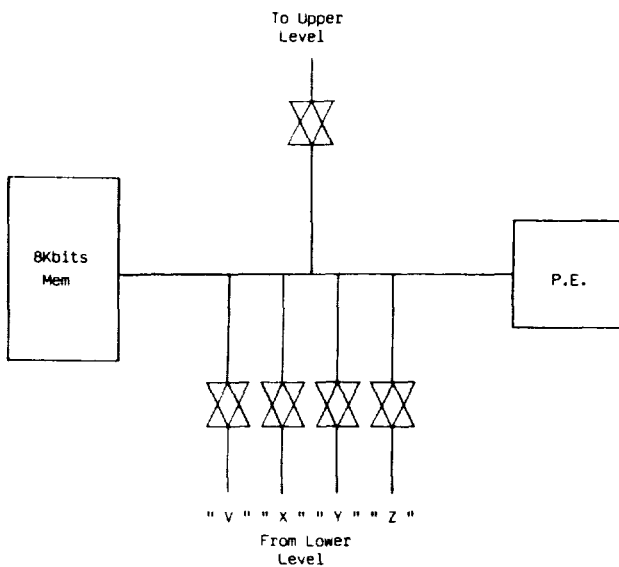 To Upper
Level
8Kbits
Mem
P.E.
" V " " X " " Y " " Z "
From Lower
Level